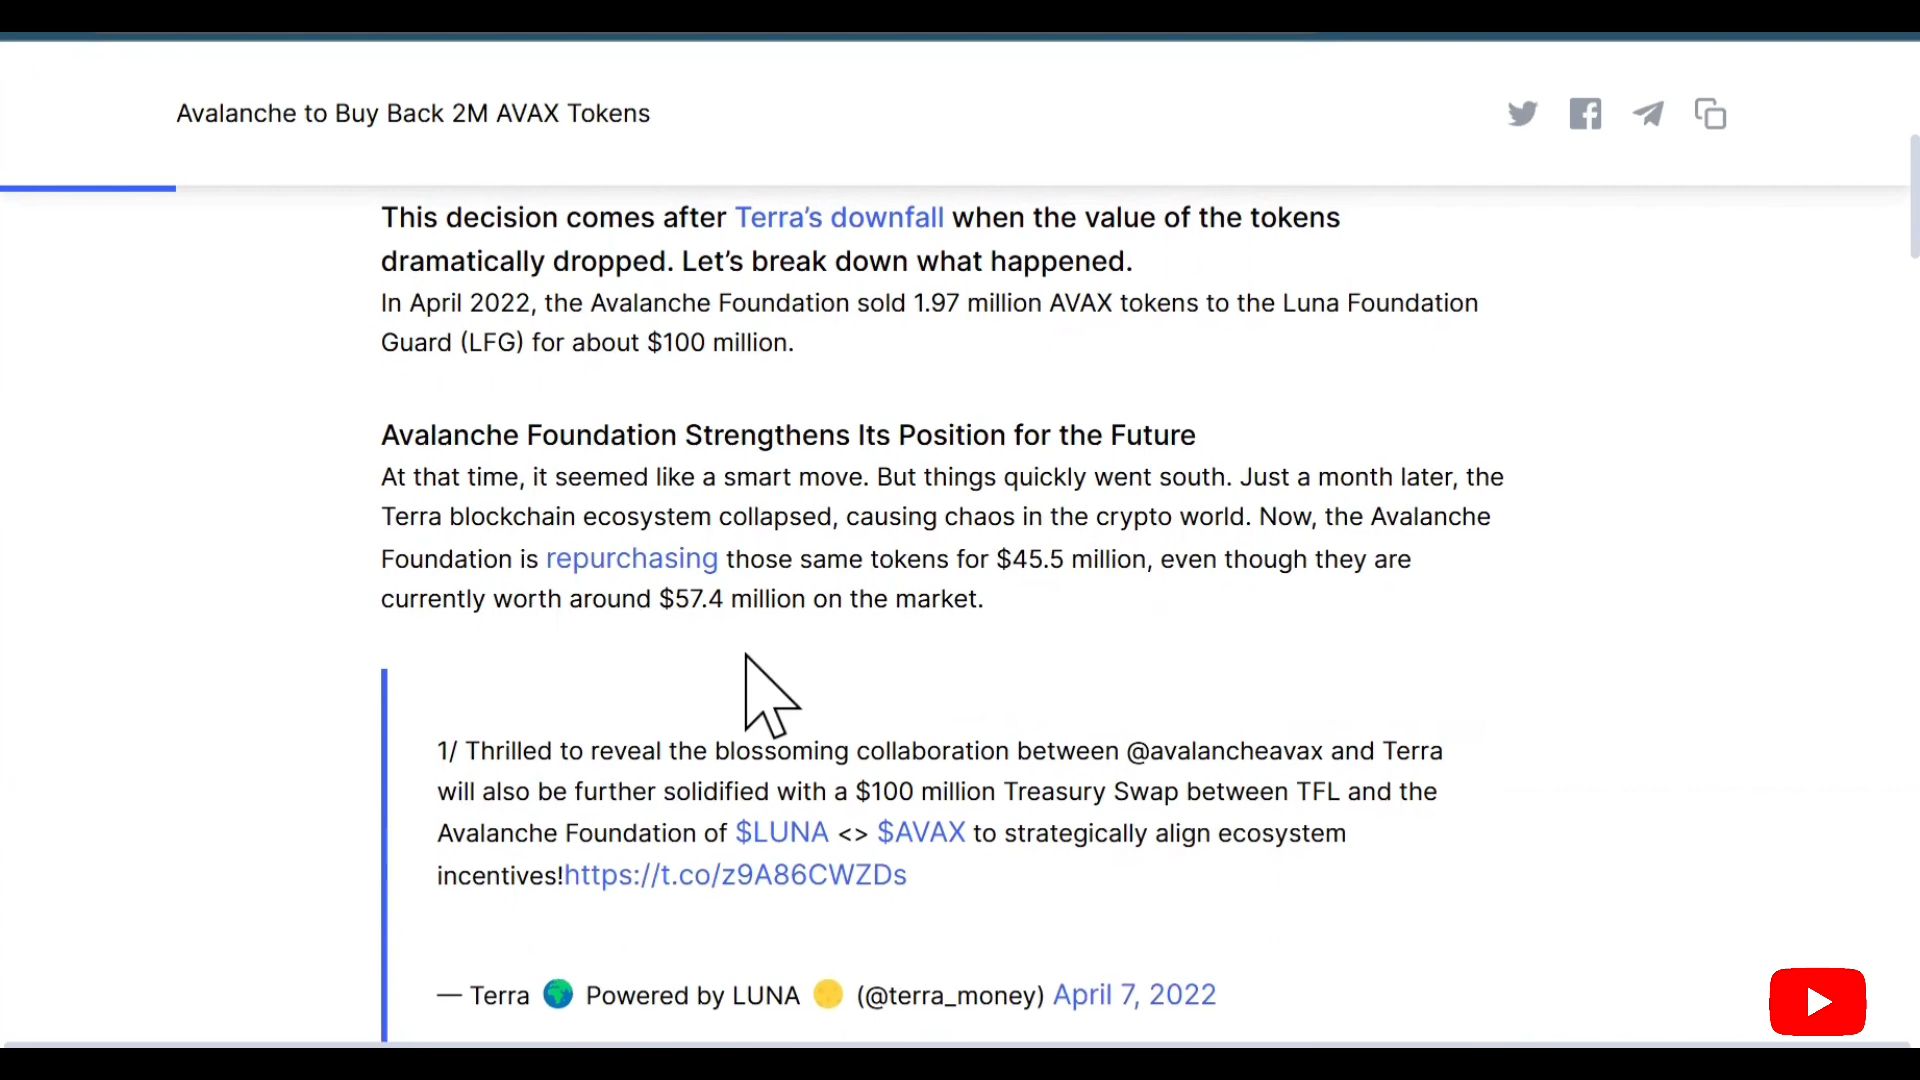 Avalanche to Buy Back 2M AVAX Tokens
This decision comes after Terra’s downfall when the value of the tokens
dramatically dropped. Let’s break down what happened.
In April 2022, the Avalanche Foundation sold 1.97 million AVAX tokens to the Luna Foundation
Guard (LFG) for about $100 million.
Avalanche Foundation Strengthens Its Position for the Future
At that time, it seemed like a smart move. But things quickly went south. Just a month later, the
Terra blockchain ecosystem collapsed, causing chaos in the crypto world. Now, the Avalanche
Foundation is repurchasing those same tokens for $45.5 million, even though they are
currently worth around $57.4 million on the market.
1/ Thrilled to reveal the blossoming collaboration between @avalancheavax and Terra
will also be further solidified with a $100 million Treasury Swap between TFL and the
Avalanche Foundation of $LUNA <> $AVAX to strategically align ecosystem
incentives!https://t.co/z9A86CWZDs
— Terra 🌍 Powered by LUNA 🌕 (@terra_money) April 7, 2022